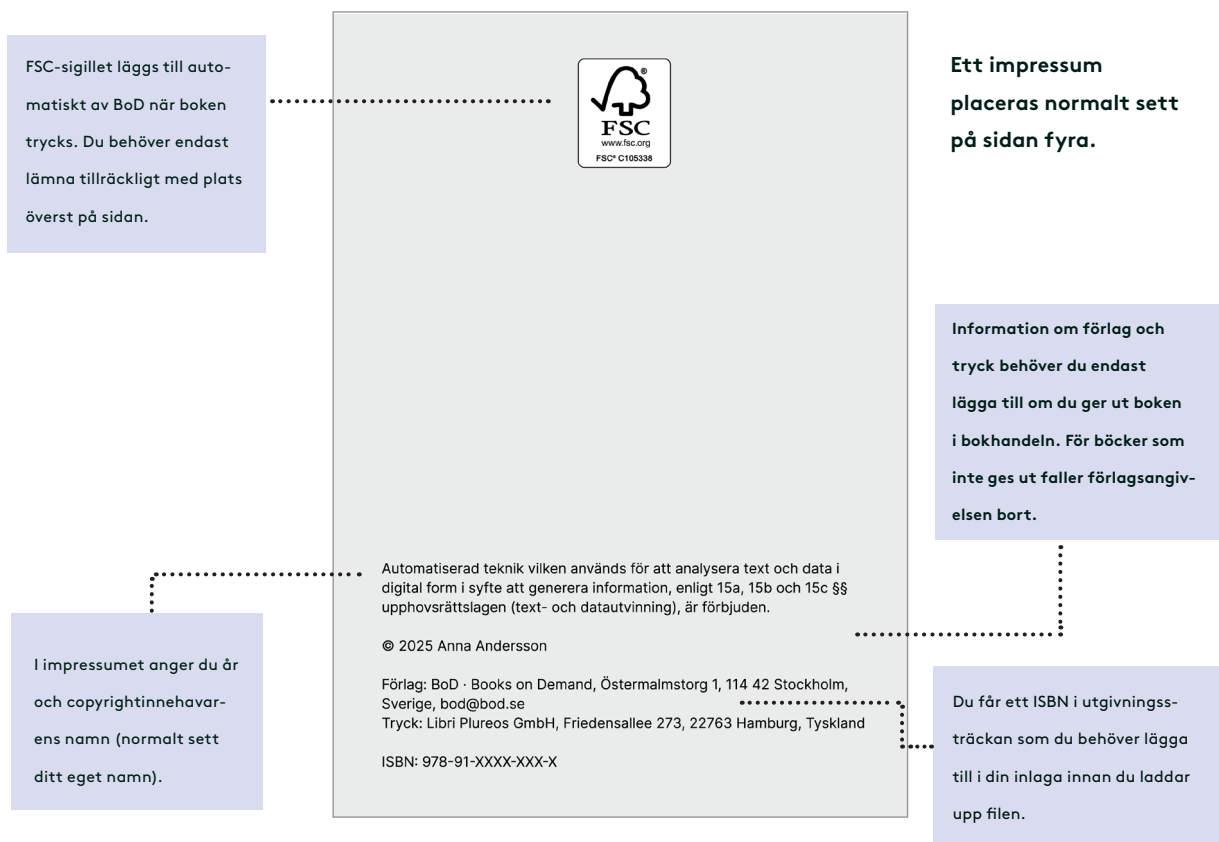 FSC-sigillet läggs till auto-
matiskt av BoD när boken
trycks. Du behöver endast
lämna tillräckligt med plats
överst på sidan.
®
FSC
www.fsc.org
FSC® C105338
Ett impressum
placeras normalt sett
på sidan fyra.
Information om förlag och
tryck behöver du endast
lägga till om du ger ut boken
i bokhandeln. För böcker som
inte ges ut faller förlagsangiv-
elsen bort.
Automatiserad teknik vilken används för att analysera text och data i
digital form i syfte att generera information, enligt 15a, 15b och 15c §§
upphovsrättslagen (text- och datautvinning), är förbjuden.
© 2025 Anna Andersson
Förlag: BoD · Books on Demand, Östermalmstorg 1, 114 42 Stockholm,
Sverige, bod@bod.se
Tryck: Libri Plureos GmbH, Friedensallee 273, 22763 Hamburg, Tyskland
ISBN: 978-91-XXXX-XXX-X
I impressumet anger du år
och copyrightinnehavar-
ens namn (normalt sett
ditt eget namn).
Du får ett ISBN i utgivningss-
träckan som du behöver lägga
till i din inlaga innan du laddar
upp filen.